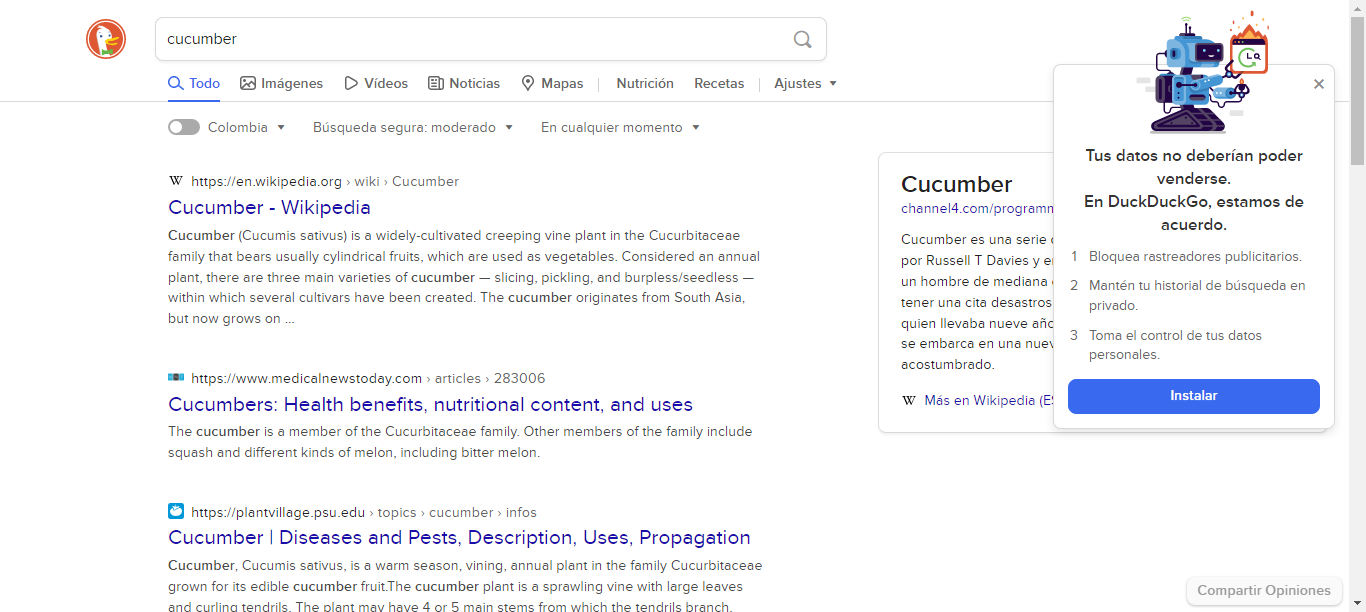 cucumber
Todo Imágenes Vídeos Noticias Mapas Nutrición Recetas Ajustes
Colombia Búsqueda segura: moderado En cualquier momento
W https://en.wikipedia.org › wiki › Cucumber
Cucumber - Wikipedia
Cucumber (Cucumis sativus) is a widely-cultivated creeping vine plant in the Cucurbitaceae
family that bears usually cylindrical fruits, which are used as vegetables. Considered an annual
plant, there are three main varieties of cucumber — slicing, pickling, and burpless/seedless —
within which several cultivars have been created. The cucumber originates from South Asia,
but now grows on ...
https://www.medicalnewstoday.com › articles › 283006
Cucumbers: Health benefits, nutritional content, and uses
The cucumber is a member of the Cucurbitaceae family. Other members of the family include
squash and different kinds of melon, including bitter melon.
https://plantvillage.psu.edu › topics › cucumber › infos
Cucumber | Diseases and Pests, Description, Uses, Propagation
Cucumber, Cucumis sativus, is a warm season, vining, annual plant in the family Cucurbitaceae
grown for its edible cucumber fruit.The cucumber plant is a sprawling vine with large leaves
and curling tendrils. The plant may have 4 or 5 main stems from which the tendrils branch.
Cucumber
channel4.com/program
Cucumber es una serie
por Russell T Davies y
un hombre de mediana
tener una cita desastros
quien llevaba nueve
se embarca en una
acostumbrado.
W Más en Wikipedia (ES
Tus datos no deberían poder
venderse.
En DuckDuckGo, estamos de
acuerdo.
1 Bloquea rastreadores publicitarios.
2 Mantén tu historial de búsqueda en
privado.
3 Toma el control de tus datos
personales.
Instalar
Compartir Opiniones